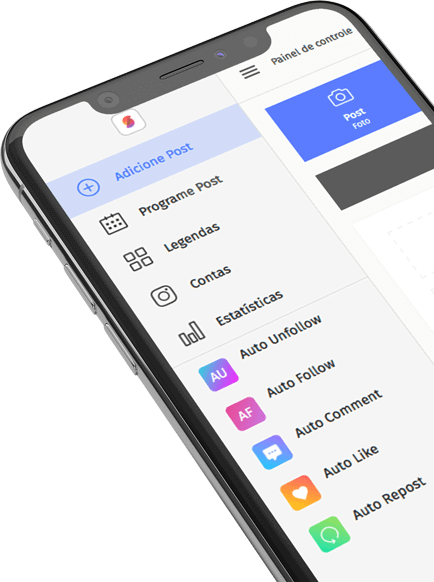 Painel de controle
Post
Foto
Adicione Post
Programe Post
Legendas
Contas
Estatísticas
AU Auto Unfollow
AF Auto Follow
Auto Comment
Auto Like
Auto Repost